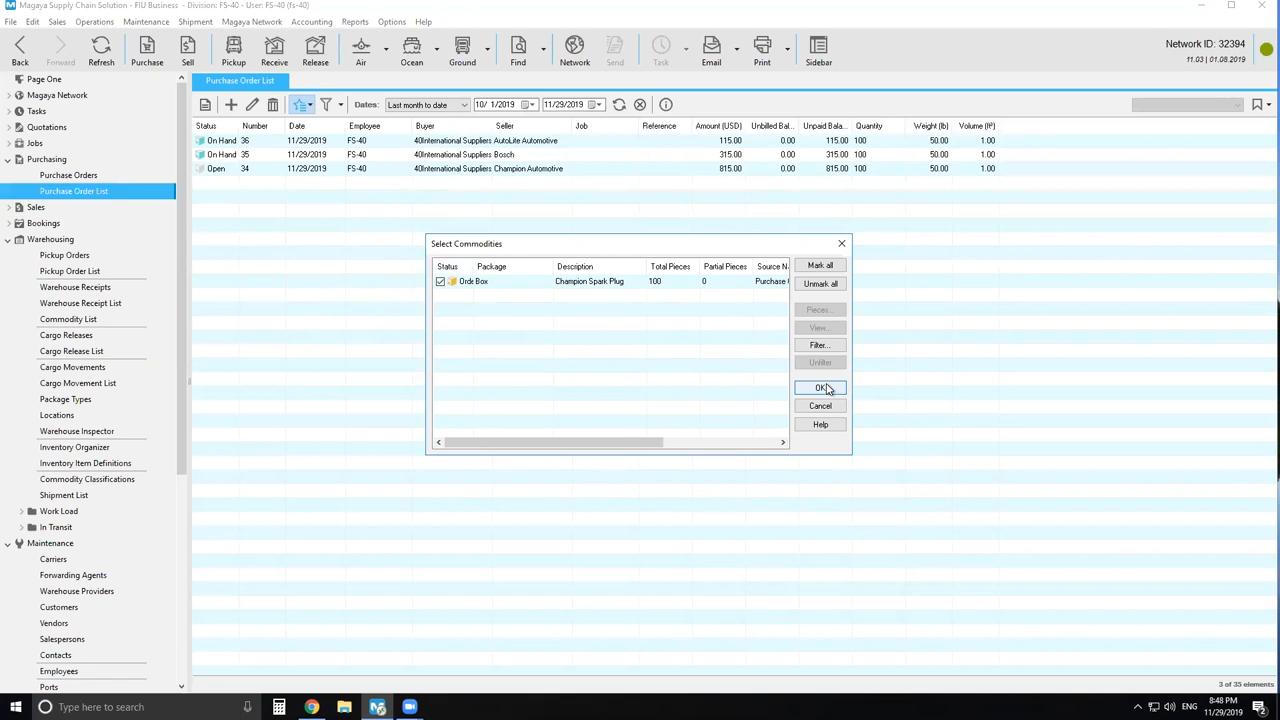 Magaya Supply Chain Solution - FIU Business - Division: FS-40 - User: FS-40 (fs-40)
File Edit Sales Operations Maintenance Shipment Magaya Network Accounting Reports Options Help
Back Forward Refresh Purchase Sell Pickup Receive Release Air Ocean Ground Find Network Send Task Email Print Sidebar
Network ID: 32394
11.03 | 01.08.2019
Page One
Magaya Network
Tasks
Quotations
Jobs
Purchasing
Purchase Orders
Purchase Order List
Sales
Bookings
Warehousing
Pickup Orders
Pickup Order List
Warehouse Receipts
Warehouse Receipt List
Commodity List
Cargo Releases
Cargo Release List
Cargo Movements
Cargo Movement List
Package Types
Locations
Warehouse Inspector
Inventory Organizer
Inventory Item Definitions
Commodity Classifications
Shipment List
Work Load
In Transit
Maintenance
Carriers
Forwarding Agents
Warehouse Providers
Customers
Vendors
Salespersons
Contacts
Employees
Ports
Purchase Order List
Dates: Last month to date 10/ 1/2019 11/29/2019
Status Number Date Employee Buyer Seller Job Reference Amount (USD) Unbilled Bal... Unpaid Bala... Quantity Weight (lb) Volume (ft³)
On Hand 36 11/29/2019 FS-40 40International Suppliers AutoLite Automotive 115.00 0.00 115.00 100 50.00 1.00
On Hand 35 11/29/2019 FS-40 40International Suppliers Bosch 315.00 0.00 315.00 100 50.00 1.00
Open 34 11/29/2019 FS-40 40International Suppliers Champion Automotive 815.00 0.00 815.00 100 50.00 1.00
Select Commodities
Status Package Description Total Pieces Partial Pieces Source N
Orde Box Champion Spark Plug 100 0 Purchase
Mark all
Unmark all
Pieces...
View...
Filter...
Unfilter
OK
Cancel
Help
3 of 35 elements
Type here to search
ENG
8:48 PM
11/29/2019
2